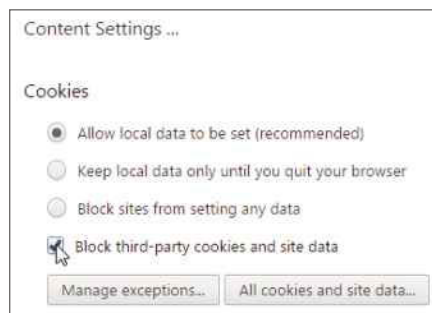 Content Settings ...
Cookies
Allow local data to be set (recommended)
Keep local data only until you quit your browser
Block sites from setting any data
Block third-party cookies and site data
Manage exceptions... All cookies and site data...